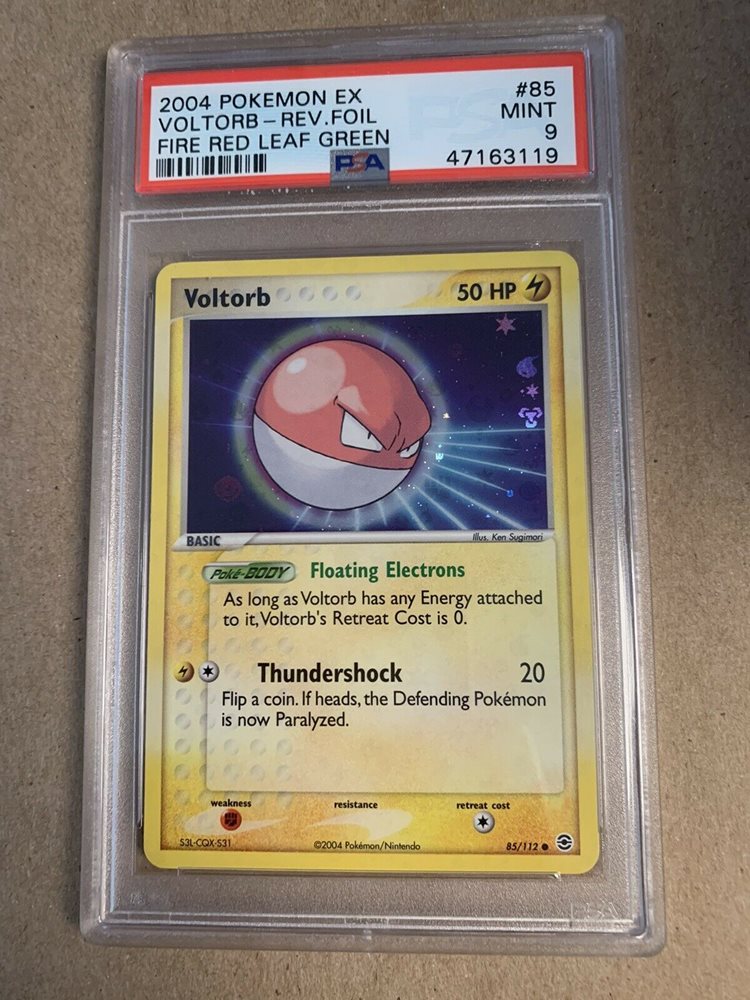 2004 POKEMON EX #85
VOLTORB - REV.FOIL MINT
FIRE RED LEAF GREEN 9
PSA 47163119
Voltorb 50 HP
BASIC Illus. Ken Sugimori
Poké-BODY Floating Electrons
As long as Voltorb has any Energy attached
to it, Voltorb's Retreat Cost is 0.
Thundershock 20
Flip a coin. If heads, the Defending Pokémon
is now Paralyzed.
weakness resistance retreat cost
S3L-CQX-S31 ©2004 Pokémon/Nintendo 85/112